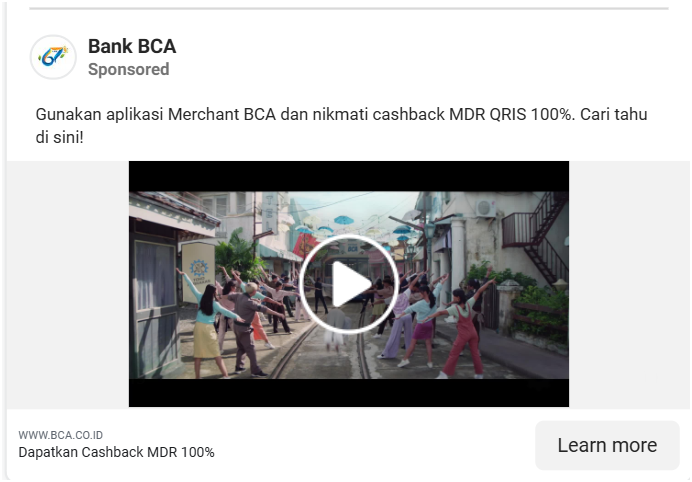 67
Bank BCA
Sponsored
Gunakan aplikasi Merchant BCA dan nikmati cashback MDR QRIS 100%. Cari tahu
di sini!
BCA
WWW.BCA.CO.ID
Dapatkan Cashback MDR 100%
Learn more